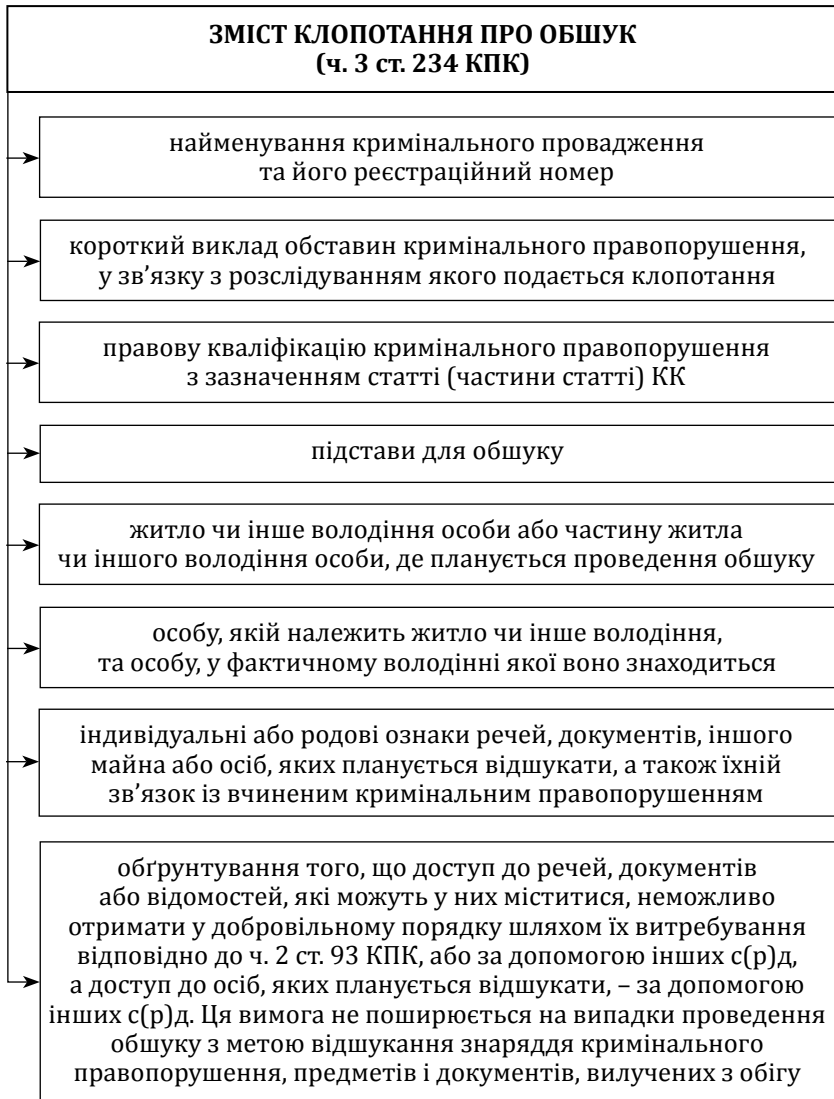 ЗМІСТ КЛОПОТАННЯ ПРО ОБШУК
(ч. 3 ст. 234 КПК)
найменування кримінального провадження
та його реєстраційний номер
короткий виклад обставин кримінального правопорушення,
у зв'язку з розслідуванням якого подається клопотання
правову кваліфікацію кримінального правопорушення
з зазначенням статті (частини статті) КК
підстави для обшуку
житло чи інше володіння особи або частину житла
чи іншого володіння особи, де планується проведення обшуку
особу, якій належить житло чи інше володіння,
та особу, у фактичному володінні якої воно знаходиться
індивідуальні або родові ознаки речей, документів, іншого
майна або осіб, яких планується відшукати, а також їхній
зв'язок із вчиненим кримінальним правопорушенням
обґрунтування того, що доступ до речей, документів
або відомостей, які можуть у них міститися, неможливо
отримати у добровільному порядку шляхом їх витребування
відповідно до ч. 2 ст. 93 КПК, або за допомогою інших с(р)д,
а доступ до осіб, яких планується відшукати, – за допомогою
інших с(р)д. Ця вимога не поширюється на випадки проведення
обшуку з метою відшукання знаряддя кримінального
правопорушення, предметів і документів, вилучених з обігу